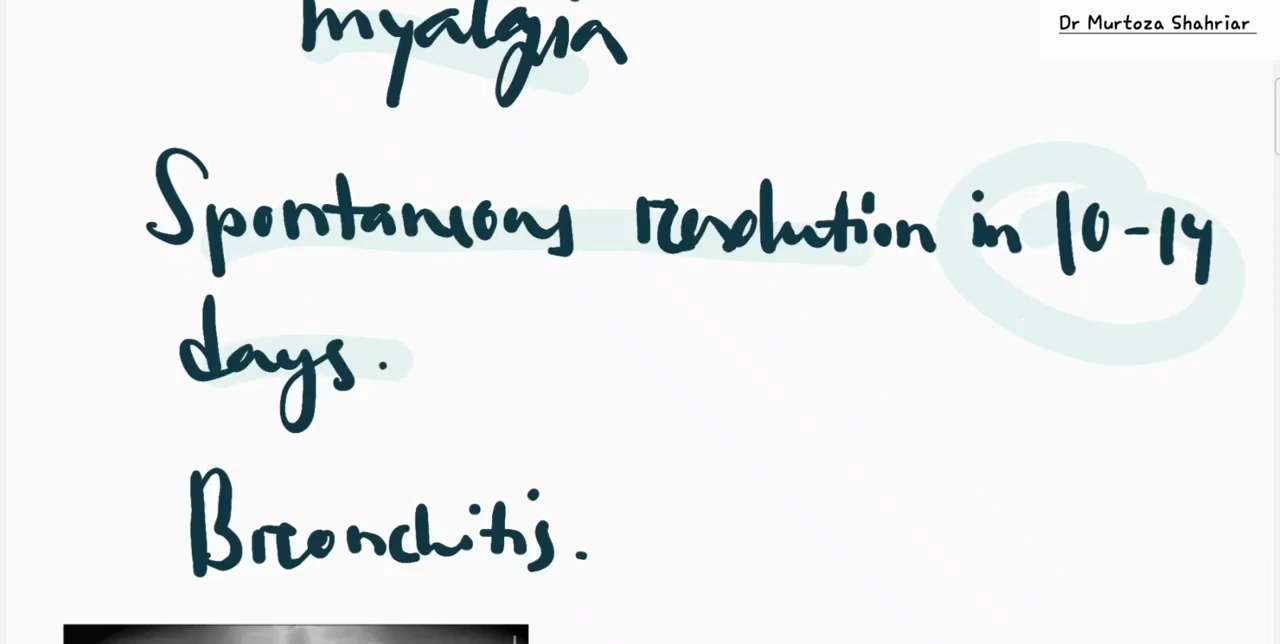 Dr Murtoza Shahriar
myalgia
Spontaneous resolution in 10-14
days.
Bronchitis.